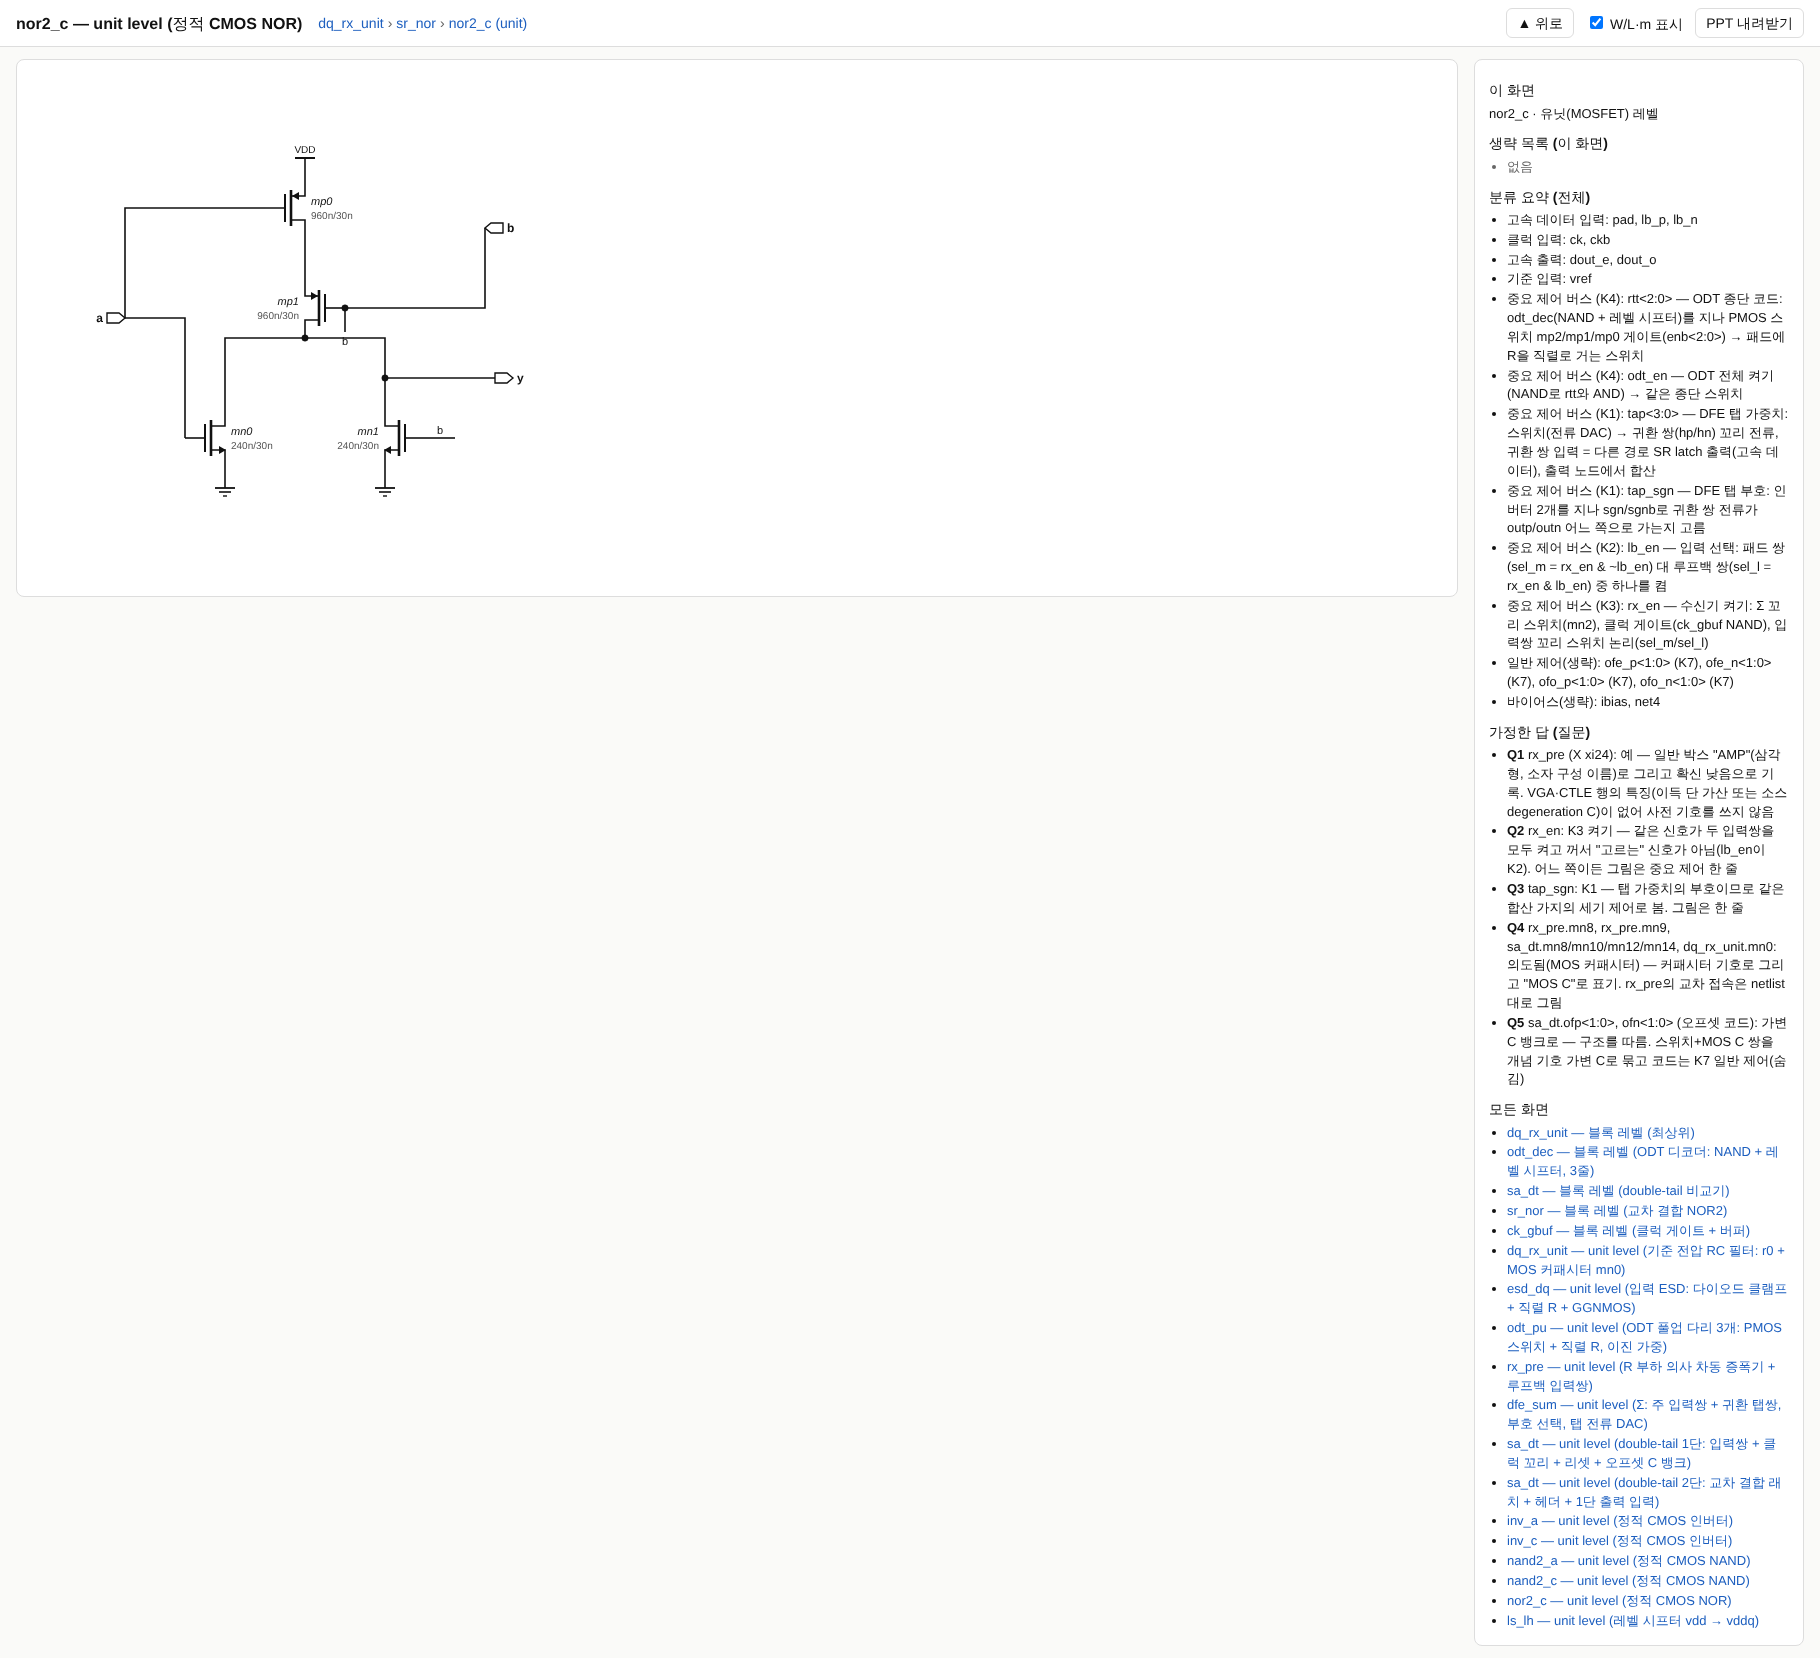 nor2_c — unit level (정적 CMOS NOR)
dq_rx_unit › sr_nor › nor2_c (unit)
▲ 위로
W/L·m 표시
PPT 내려받기
VDD
mp0
960n/30n
b
mp1
960n/30n
a
b
y
mn0
240n/30n
mn1
240n/30n
b
이 화면
nor2_c · 유닛(MOSFET) 레벨
생략 목록 (이 화면)
없음
분류 요약 (전체)
고속 데이터 입력: pad, lb_p, lb_n
클럭 입력: ck, ckb
고속 출력: dout_e, dout_o
기준 입력: vref
중요 제어 버스 (K4): rtt<2:0> — ODT 종단 코드:
odt_dec(NAND + 레벨 시프터)를 지나 PMOS 스
위치 mp2/mp1/mp0 게이트(enb<2:0>) → 패드에
R을 직렬로 거는 스위치
중요 제어 버스 (K4): odt_en — ODT 전체 켜기
(NAND로 rtt와 AND) → 같은 종단 스위치
중요 제어 버스 (K1): tap<3:0> — DFE 탭 가중치:
스위치(전류 DAC) → 귀환 쌍(hp/hn) 꼬리 전류,
귀환 쌍 입력 = 다른 경로 SR latch 출력(고속 데
이터), 출력 노드에서 합산
중요 제어 버스 (K1): tap_sgn — DFE 탭 부호: 인
버터 2개를 지나 sgn/sgnb로 귀환 쌍 전류가
outp/outn 어느 쪽으로 가는지 고름
중요 제어 버스 (K2): lb_en — 입력 선택: 패드 쌍
(sel_m = rx_en & ~lb_en) 대 루프백 쌍(sel_l =
rx_en & lb_en) 중 하나를 켬
중요 제어 버스 (K3): rx_en — 수신기 켜기: Σ 꼬
리 스위치(mn2), 클럭 게이트(ck_gbuf NAND), 입
력쌍 꼬리 스위치 논리(sel_m/sel_l)
일반 제어(생략): ofe_p<1:0> (K7), ofe_n<1:0>
(K7), ofo_p<1:0> (K7), ofo_n<1:0> (K7)
바이어스(생략): ibias, net4
가정한 답 (질문)
Q1 rx_pre (X xi24): 예 — 일반 박스 "AMP"(삼각
형, 소자 구성 이름)로 그리고 확신 낮음으로 기
록. VGA·CTLE 행의 특징(이득 단 가산 또는 소스
degeneration C)이 없어 사전 기호를 쓰지 않음
Q2 rx_en: K3 켜기 — 같은 신호가 두 입력쌍을
모두 켜고 꺼서 "고르는" 신호가 아님(lb_en이
K2). 어느 쪽이든 그림은 중요 제어 한 줄
Q3 tap_sgn: K1 — 탭 가중치의 부호이므로 같은
합산 가지의 세기 제어로 봄. 그림은 한 줄
Q4 rx_pre.mn8, rx_pre.mn9,
sa_dt.mn8/mn10/mn12/mn14, dq_rx_unit.mn0:
의도됨(MOS 커패시터) — 커패시터 기호로 그리
고 "MOS C"로 표기. rx_pre의 교차 접속은 netlist
대로 그림
Q5 sa_dt.ofp<1:0>, ofn<1:0> (오프셋 코드): 가변
C 뱅크로 — 구조를 따름. 스위치+MOS C 쌍을
개념 기호 가변 C로 묶고 코드는 K7 일반 제어(숨
김)
모든 화면
dq_rx_unit — 블록 레벨 (최상위)
odt_dec — 블록 레벨 (ODT 디코더: NAND + 레
벨 시프터, 3줄)
sa_dt — 블록 레벨 (double-tail 비교기)
sr_nor — 블록 레벨 (교차 결합 NOR2)
ck_gbuf — 블록 레벨 (클럭 게이트 + 버퍼)
dq_rx_unit — unit level (기준 전압 RC 필터: r0 +
MOS 커패시터 mn0)
esd_dq — unit level (입력 ESD: 다이오드 클램프
+ 직렬 R + GGNMOS)
odt_pu — unit level (ODT 풀업 다리 3개: PMOS
스위치 + 직렬 R, 이진 가중)
rx_pre — unit level (R 부하 의사 차동 증폭기 +
루프백 입력쌍)
dfe_sum — unit level (Σ: 주 입력쌍 + 귀환 탭쌍,
부호 선택, 탭 전류 DAC)
sa_dt — unit level (double-tail 1단: 입력쌍 + 클
럭 꼬리 + 리셋 + 오프셋 C 뱅크)
sa_dt — unit level (double-tail 2단: 교차 결합 래
치 + 헤더 + 1단 출력 입력)
inv_a — unit level (정적 CMOS 인버터)
inv_c — unit level (정적 CMOS 인버터)
nand2_a — unit level (정적 CMOS NAND)
nand2_c — unit level (정적 CMOS NAND)
nor2_c — unit level (정적 CMOS NOR)
ls_lh — unit level (레벨 시프터 vdd → vddq)